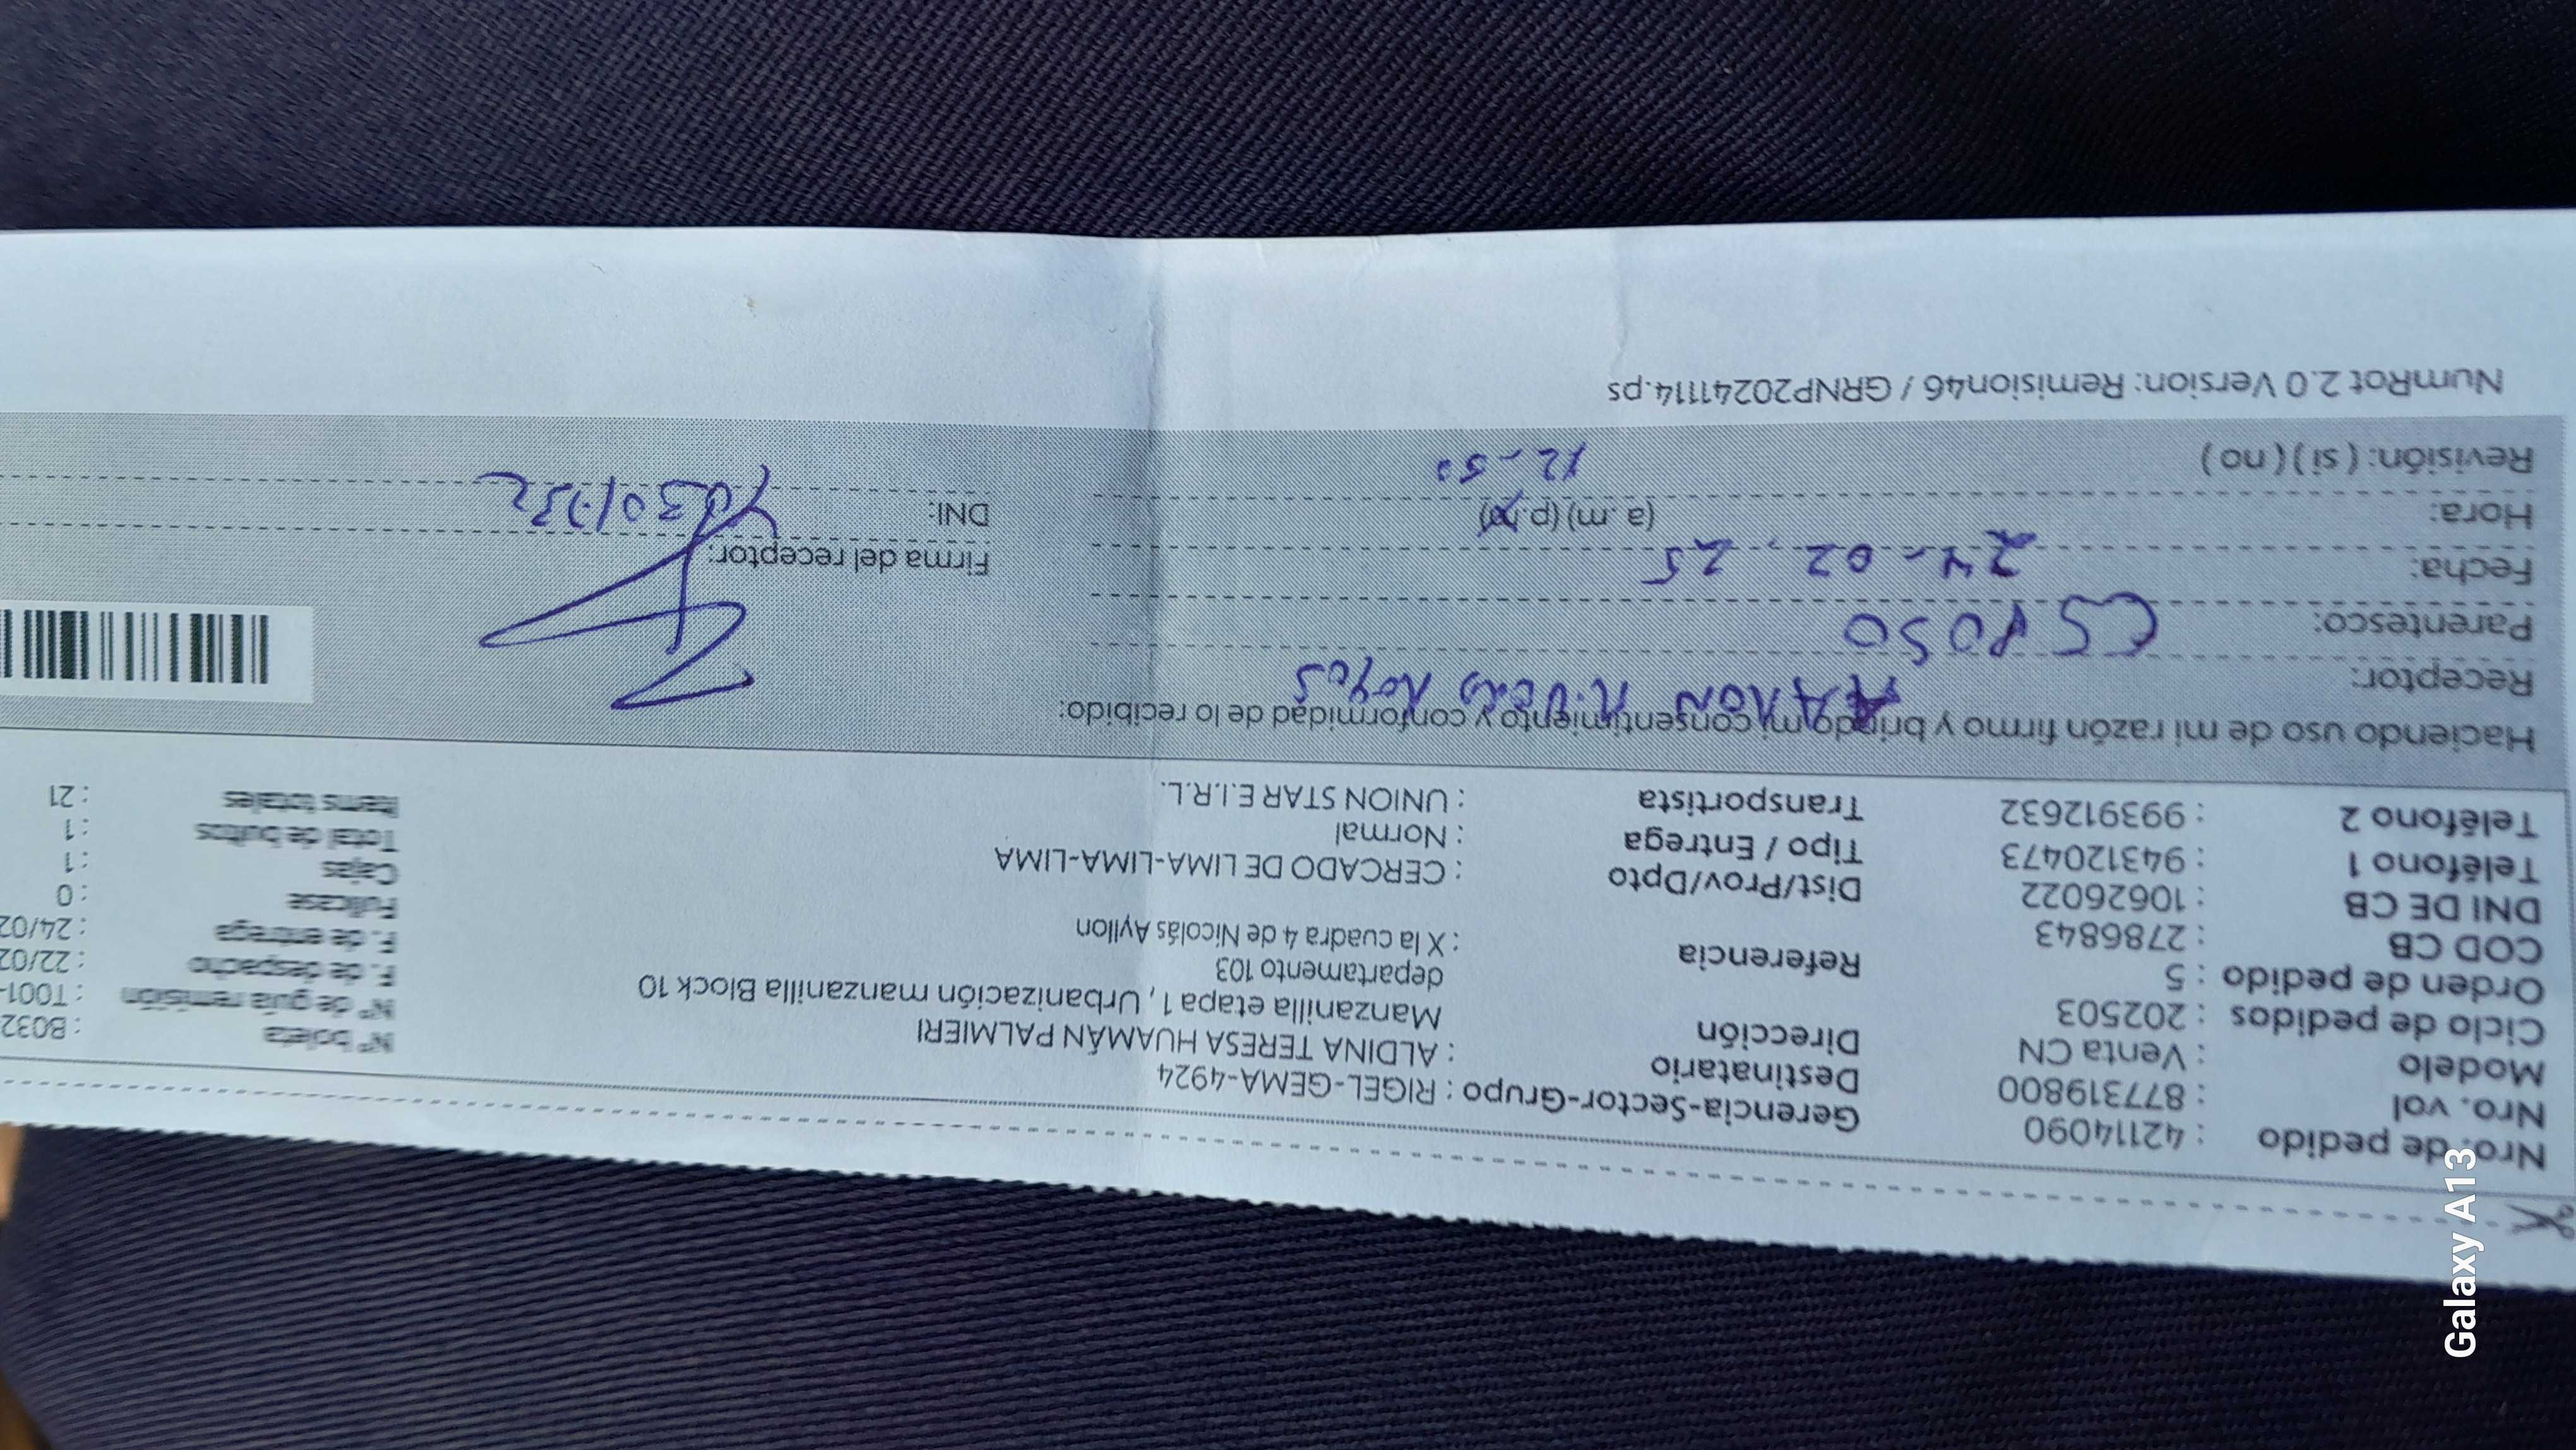 Nro. de pedido : 42114090
Nro. vol : 877319800
Modelo : Venta CN
Ciclo de pedidos : 202503
Orden de pedido : 5
COD CB : 2786843
DNI DE CB : 10626022
Teléfono 1 : 943120473
Teléfono 2 : 993912632
Gerencia-Sector-Grupo : RIGEL-GEMA-4924
Destinatario : ALDINA TERESA HUAMÁN PALMIERI
Dirección Manzanilla etapa 1, Urbanización manzanilla Block 10
departamento 103
Referencia : X la cuadra 4 de Nicolás Ayllon
Dist/Prov/Dpto : CERCADO DE LIMA-LIMA-LIMA
Tipo / Entrega : Normal
Transportista : UNION STAR E.I.R.L.
N° boleta : B032
N° de guía remisión : T001-
F. de despacho : 22/02
F. de entrega : 24/02
Fullcase : 0
Cajas : 1
Total de bultos : 1
Items totales : 21
Haciendo uso de mi razón firmo y brindo mi consentimiento y conformidad de lo recibido:
Receptor: AARON
Parentesco: ESPOSO
Fecha: 24-02.25
Hora: (a.m) (p.m) 12-50
Revisión: (si) (no)
Firma del receptor:
DNI:
NumRot 2.0 Version: Remision46 / GRNP20241114.ps
Galaxy A13